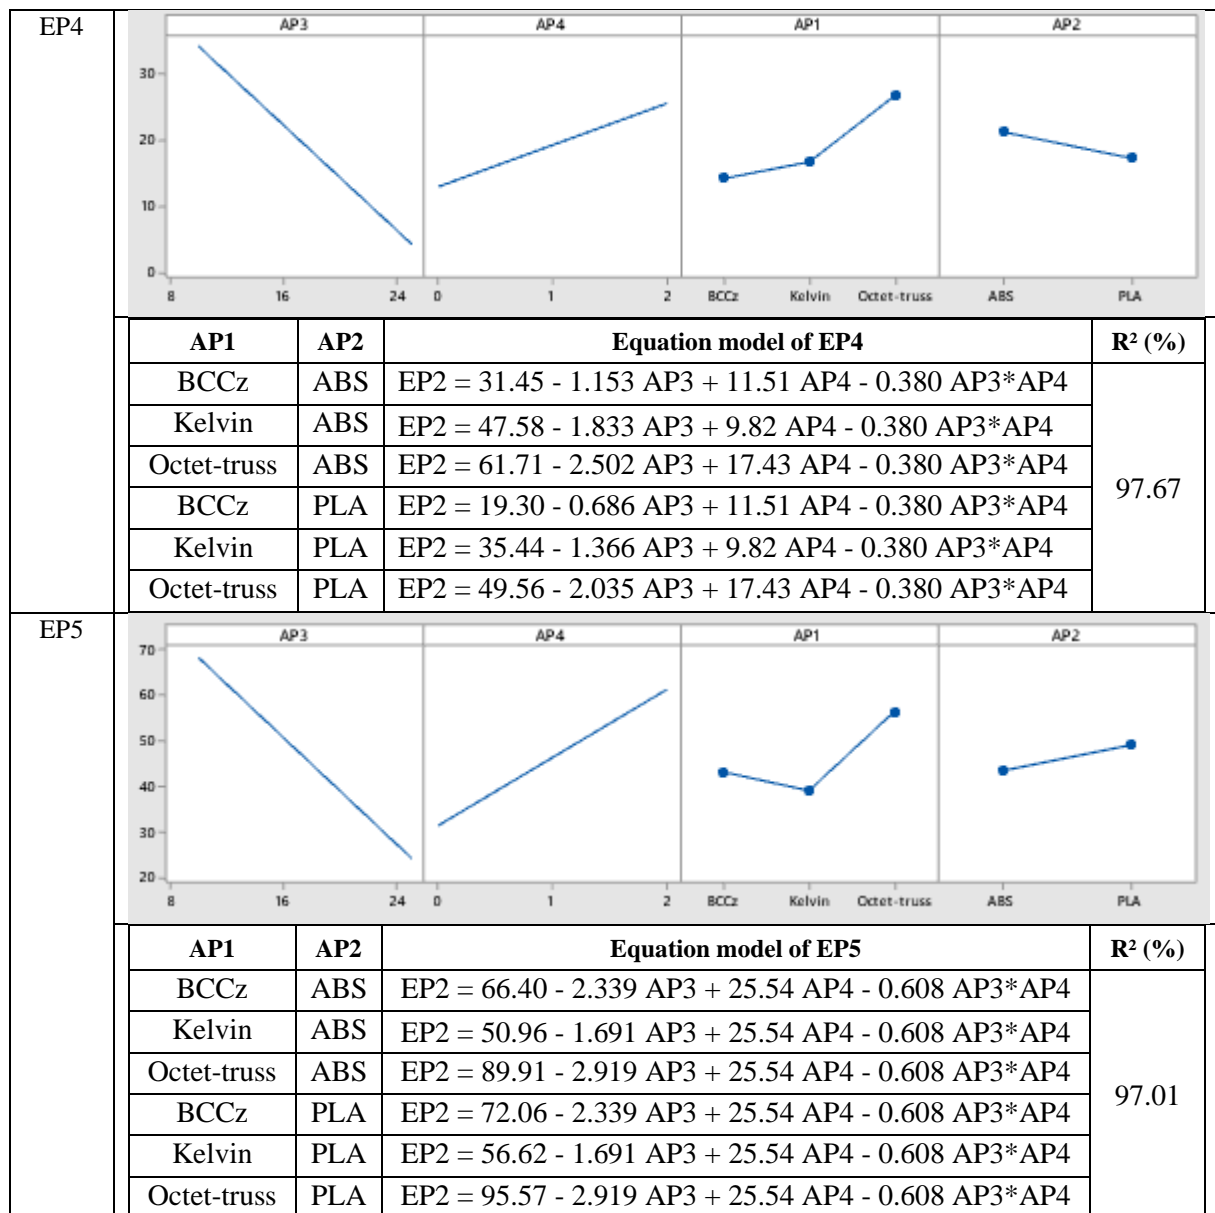 EP4
AP3 AP4 AP1 AP2
30
20
10
0
8 16 24 0 1 2 BCCz Kelvin Octet-truss ABS PLA
AP1 AP2 Equation model of EP4 R² (%)
BCCz ABS EP2 = 31.45 - 1.153 AP3 + 11.51 AP4 - 0.380 AP3*AP4
Kelvin ABS EP2 = 47.58 - 1.833 AP3 + 9.82 AP4 - 0.380 AP3*AP4
Octet-truss ABS EP2 = 61.71 - 2.502 AP3 + 17.43 AP4 - 0.380 AP3*AP4
97.67
BCCz PLA EP2 = 19.30 - 0.686 AP3 + 11.51 AP4 - 0.380 AP3*AP4
Kelvin PLA EP2 = 35.44 - 1.366 AP3 + 9.82 AP4 - 0.380 AP3*AP4
Octet-truss PLA EP2 = 49.56 - 2.035 AP3 + 17.43 AP4 - 0.380 AP3*AP4
EP5
AP3 AP4 AP1 AP2
70
60
50
40
30
20
8 16 24 0 1 2 BCCz Kelvin Octet-truss ABS PLA
AP1 AP2 Equation model of EP5 R² (%)
BCCz ABS EP2 = 66.40 - 2.339 AP3 + 25.54 AP4 - 0.608 AP3*AP4
Kelvin ABS EP2 = 50.96 - 1.691 AP3 + 25.54 AP4 - 0.608 AP3*AP4
Octet-truss ABS EP2 = 89.91 - 2.919 AP3 + 25.54 AP4 - 0.608 AP3*AP4
97.01
BCCz PLA EP2 = 72.06 - 2.339 AP3 + 25.54 AP4 - 0.608 AP3*AP4
Kelvin PLA EP2 = 56.62 - 1.691 AP3 + 25.54 AP4 - 0.608 AP3*AP4
Octet-truss PLA EP2 = 95.57 - 2.919 AP3 + 25.54 AP4 - 0.608 AP3*AP4